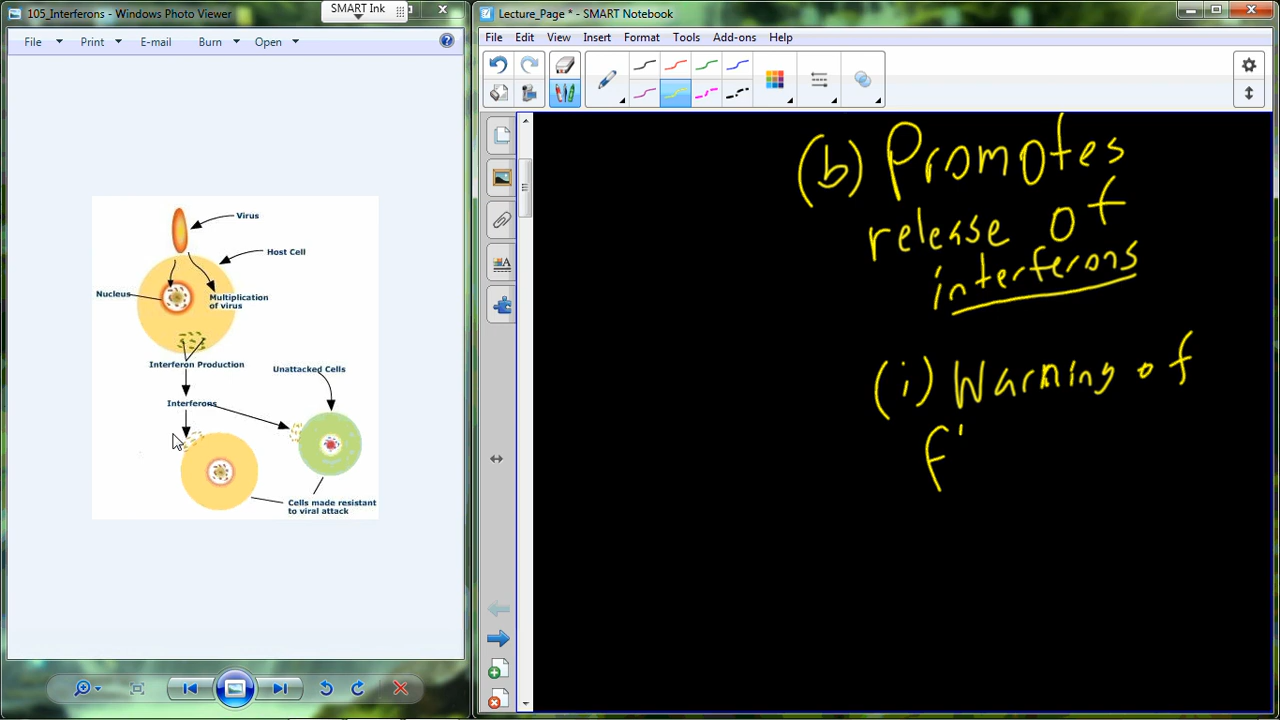 105_Interferons - Windows Photo Viewer
SMART Ink
File Print E-mail Burn Open
Virus
Host Cell
Nucleus
Multiplication
of virus
Interferon Production
Unattacked Cells
Interferons
Cells made resistant
to viral attack
Lecture_Page * - SMART Notebook
File Edit View Insert Format Tools Add-ons Help
(b) Promotes
release of
interferons
(i) Warning of